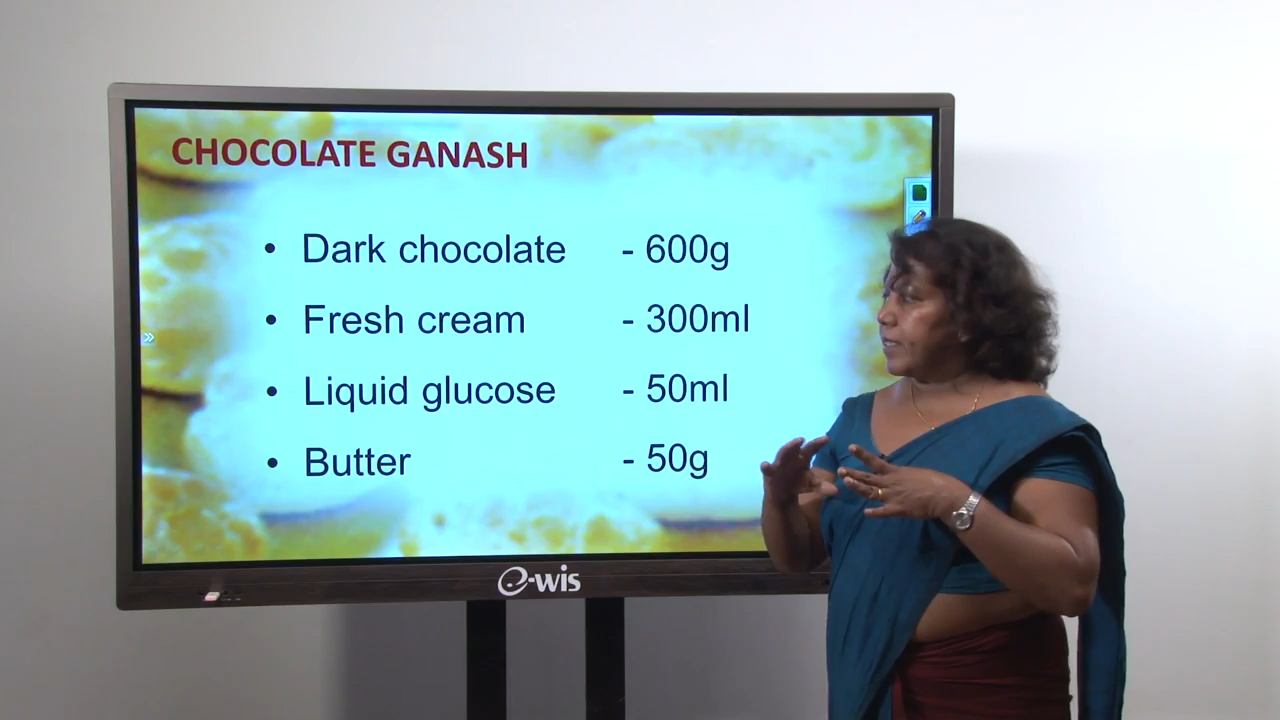 CHOCOLATE GANASH
• Dark chocolate - 600g
• Fresh cream - 300ml
• Liquid glucose - 50ml
• Butter - 50g
e-wis